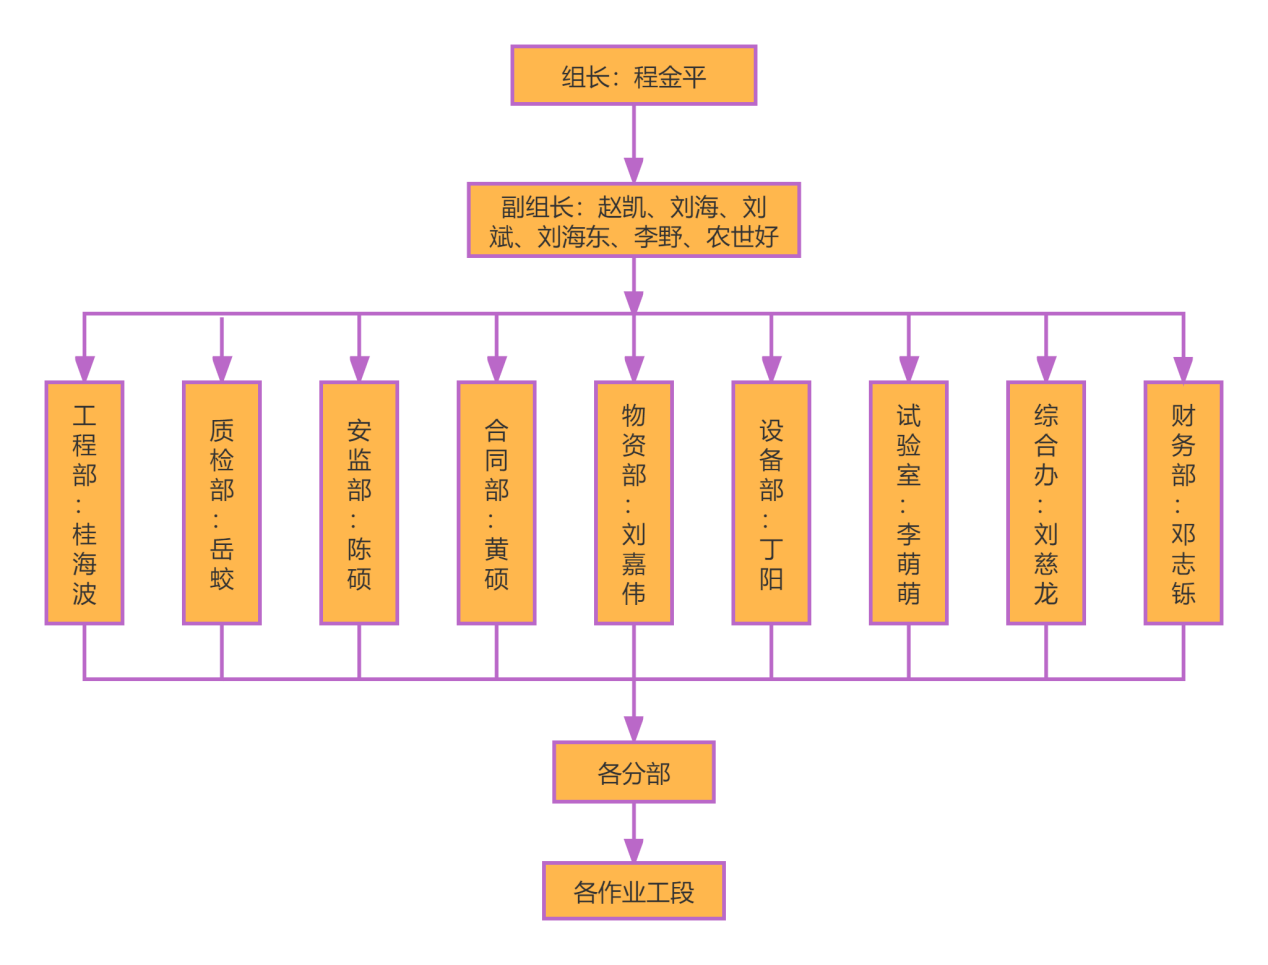 组长：程金平
副组长：赵凯、刘海、刘
斌、刘海东、李野、农世好
工程部：桂海波
质检部：岳蛟
安监部：陈硕
合同部：黄硕
物资部：刘嘉伟
设备部：丁阳
试验室：李萌萌
综合办：刘慈龙
财务部：邓志铄
各分部
各作业工段